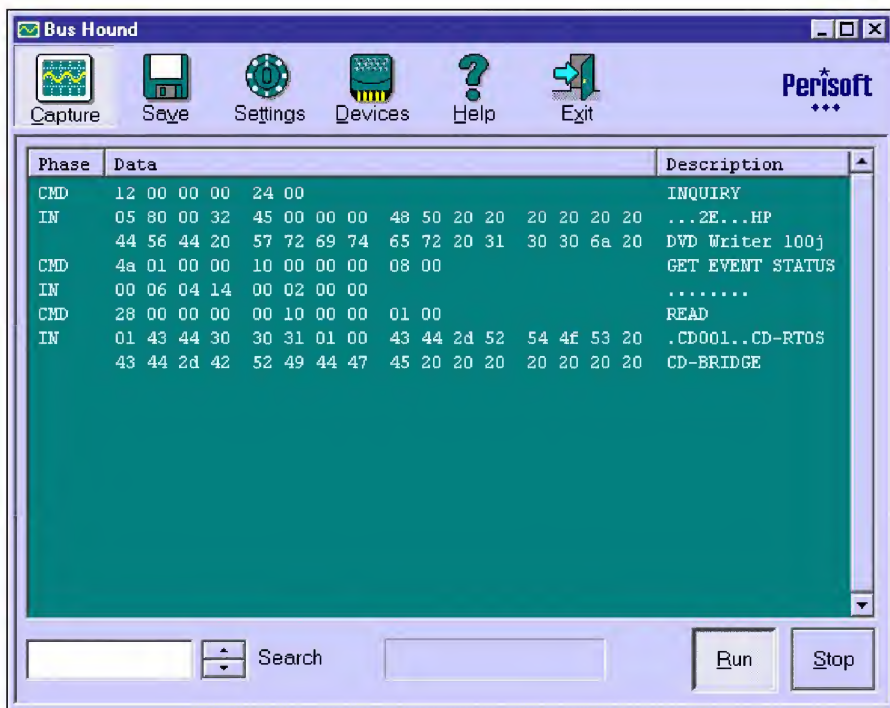 Bus Hound
Capture Save Settings Devices Help Exit Perisoft
Phase Data Description
CMD 12 00 00 00 24 00 INQUIRY
IN 05 80 00 32 45 00 00 00 48 50 20 20 20 20 20 20 ...2E...HP
44 56 44 20 57 72 69 74 65 72 20 31 30 30 6a 20 DVD Writer 100j
CMD 4a 01 00 00 10 00 00 00 08 00 GET EVENT STATUS
IN 00 06 04 14 00 02 00 00 ........
CMD 28 00 00 00 00 10 00 00 01 00 READ
IN 01 43 44 30 30 31 01 00 43 44 2d 52 54 4f 53 20 .CD001..CD-RTOS
43 44 2d 42 52 49 44 47 45 20 20 20 20 20 20 20 CD-BRIDGE
Search Run Stop